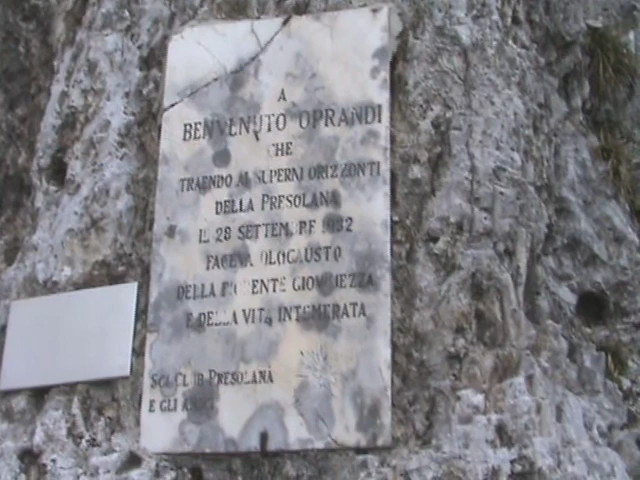 A
BENVENUTO OPRANDI
CHE
TRAENDO AI SUPERNI ORIZZONTI
DELLA PRESOLANA
IL 28 SETTEMBRE 1932
FACEVA OLOCAUSTO
DELLA FIORENTE GIOVINEZZA
E DELLA VITA INTEMERATA
SCI CLUB PRESOLANA
E GLI AMICI